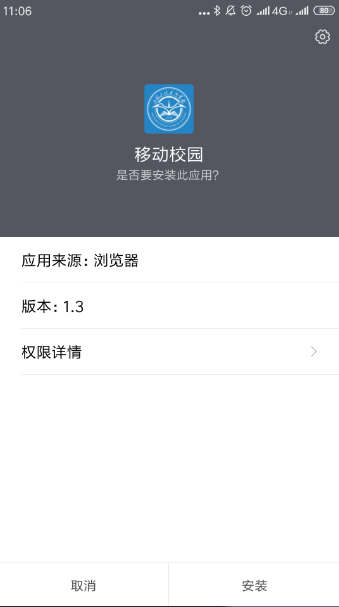 11:06
4G
80
移动校园
是否要安装此应用?
应用来源: 浏览器
版本: 1.3
权限详情
取消
安装